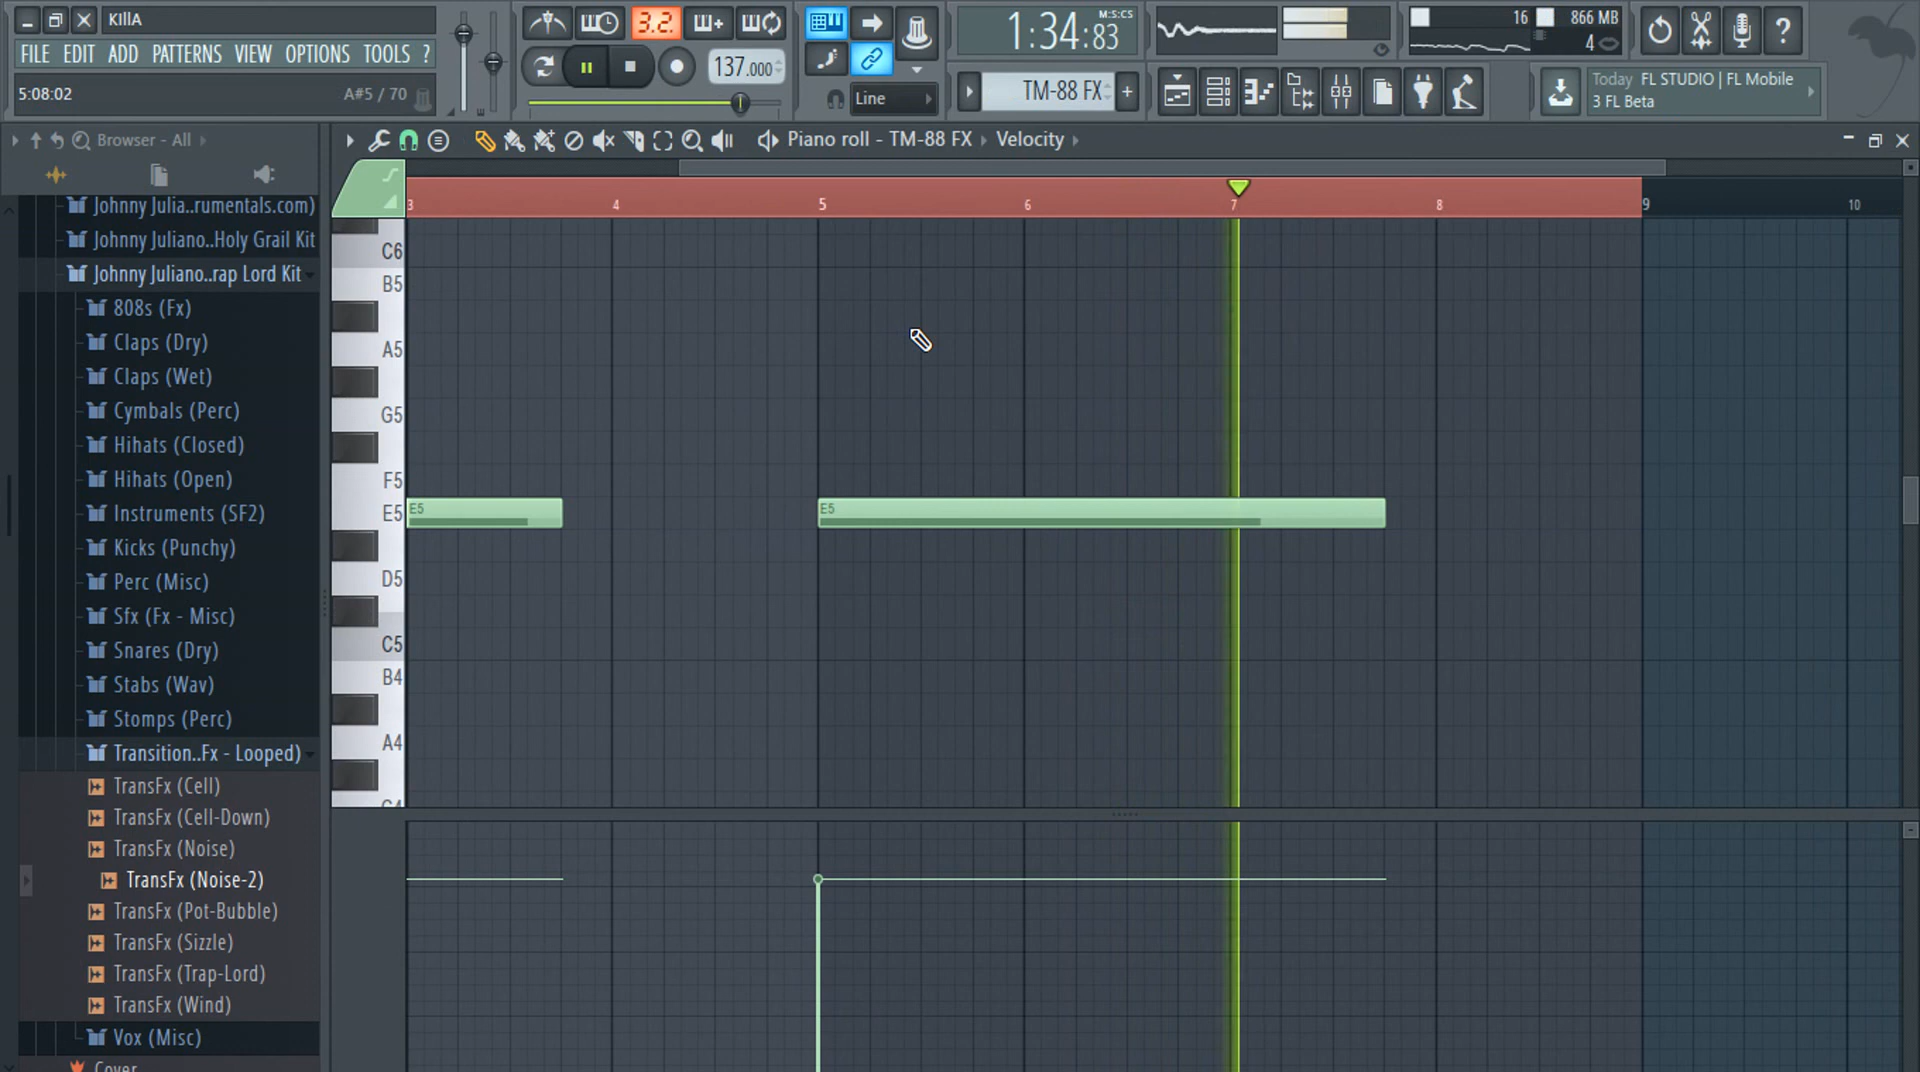 KIllA
FILE EDIT ADD PATTERNS VIEW OPTIONS TOOLS ?
5:08:02 A#5 / 70
3.2.
137.000
Line
1:34:83
M:S:CS
TM-88 FX
16 866 MB
4
Today FL STUDIO | FL Mobile
3 FL Beta
Browser - All
Piano roll - TM-88 FX Velocity
Johnny Julia..rumentals.com)
Johnny Juliano..Holy Grail Kit
Johnny Juliano..rap Lord Kit
808s (Fx)
Claps (Dry)
Claps (Wet)
Cymbals (Perc)
Hihats (Closed)
Hihats (Open)
Instruments (SF2)
Kicks (Punchy)
Perc (Misc)
Sfx (Fx - Misc)
Snares (Dry)
Stabs (Wav)
Stomps (Perc)
Transition..Fx - Looped)
TransFx (Cell)
TransFx (Cell-Down)
TransFx (Noise)
TransFx (Noise-2)
TransFx (Pot-Bubble)
TransFx (Sizzle)
TransFx (Trap-Lord)
TransFx (Wind)
Vox (Misc)
Cover
3 4 5 6 7 8 9 10
C6
B5
A5
G5
F5
E5
E5 E5
D5
C5
B4
A4
C4